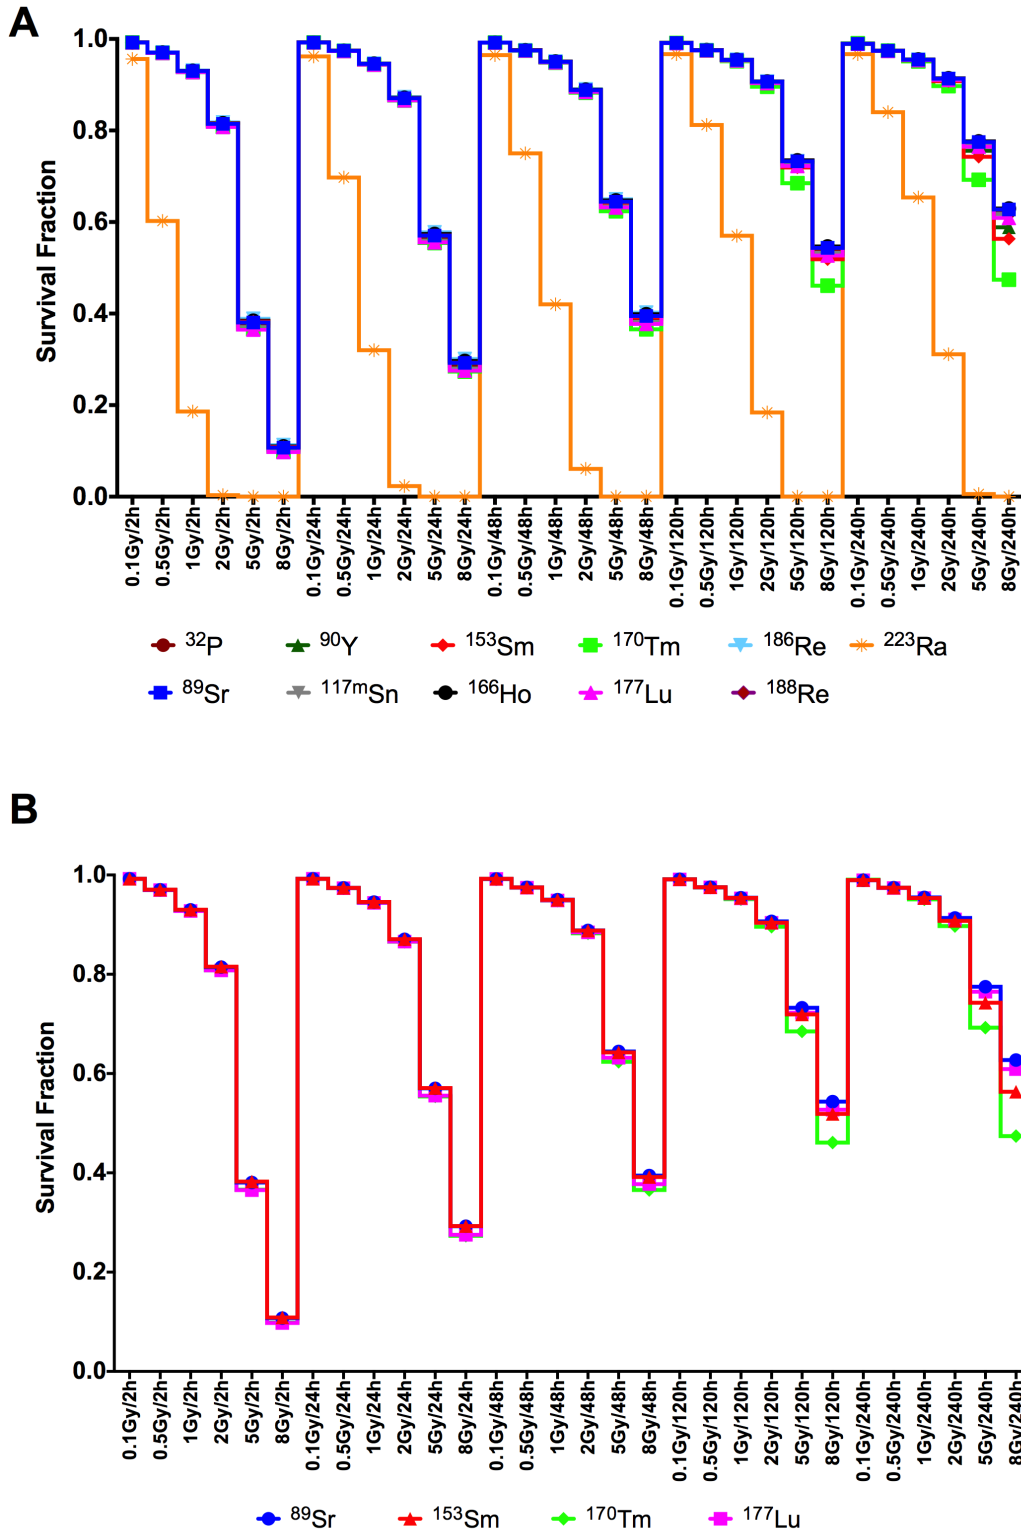 A
Survival Fraction
1.0
0.8
0.6
0.4
0.2
0.0
0.1Gy/2h
0.5Gy/2h
1Gy/2h
2Gy/2h
5Gy/2h
8Gy/2h
0.1Gy/24h
0.5Gy/24h
1Gy/24h
2Gy/24h
5Gy/24h
8Gy/24h
0.1Gy/48h
0.5Gy/48h
1Gy/48h
2Gy/48h
5Gy/48h
8Gy/48h
0.1Gy/120h
0.5Gy/120h
1Gy/120h
2Gy/120h
5Gy/120h
8Gy/120h
0.1Gy/240h
0.5Gy/240h
1Gy/240h
2Gy/240h
5Gy/240h
8Gy/240h
³²P ⁹⁰Y ¹⁵³Sm ¹⁷⁰Tm ¹⁸⁶Re ²²³Ra
⁸⁹Sr ¹¹⁷ᵐSn ¹⁶⁶Ho ¹⁷⁷Lu ¹⁸⁸Re
B
Survival Fraction
1.0
0.8
0.6
0.4
0.2
0.0
0.1Gy/2h
0.5Gy/2h
1Gy/2h
2Gy/2h
5Gy/2h
8Gy/2h
0.1Gy/24h
0.5Gy/24h
1Gy/24h
2Gy/24h
5Gy/24h
8Gy/24h
0.1Gy/48h
0.5Gy/48h
1Gy/48h
2Gy/48h
5Gy/48h
8Gy/48h
0.1Gy/120h
0.5Gy/120h
1Gy/120h
2Gy/120h
5Gy/120h
8Gy/120h
0.1Gy/240h
0.5Gy/240h
1Gy/240h
2Gy/240h
5Gy/240h
8Gy/240h
⁸⁹Sr ¹⁵³Sm ¹⁷⁰Tm ¹⁷⁷Lu